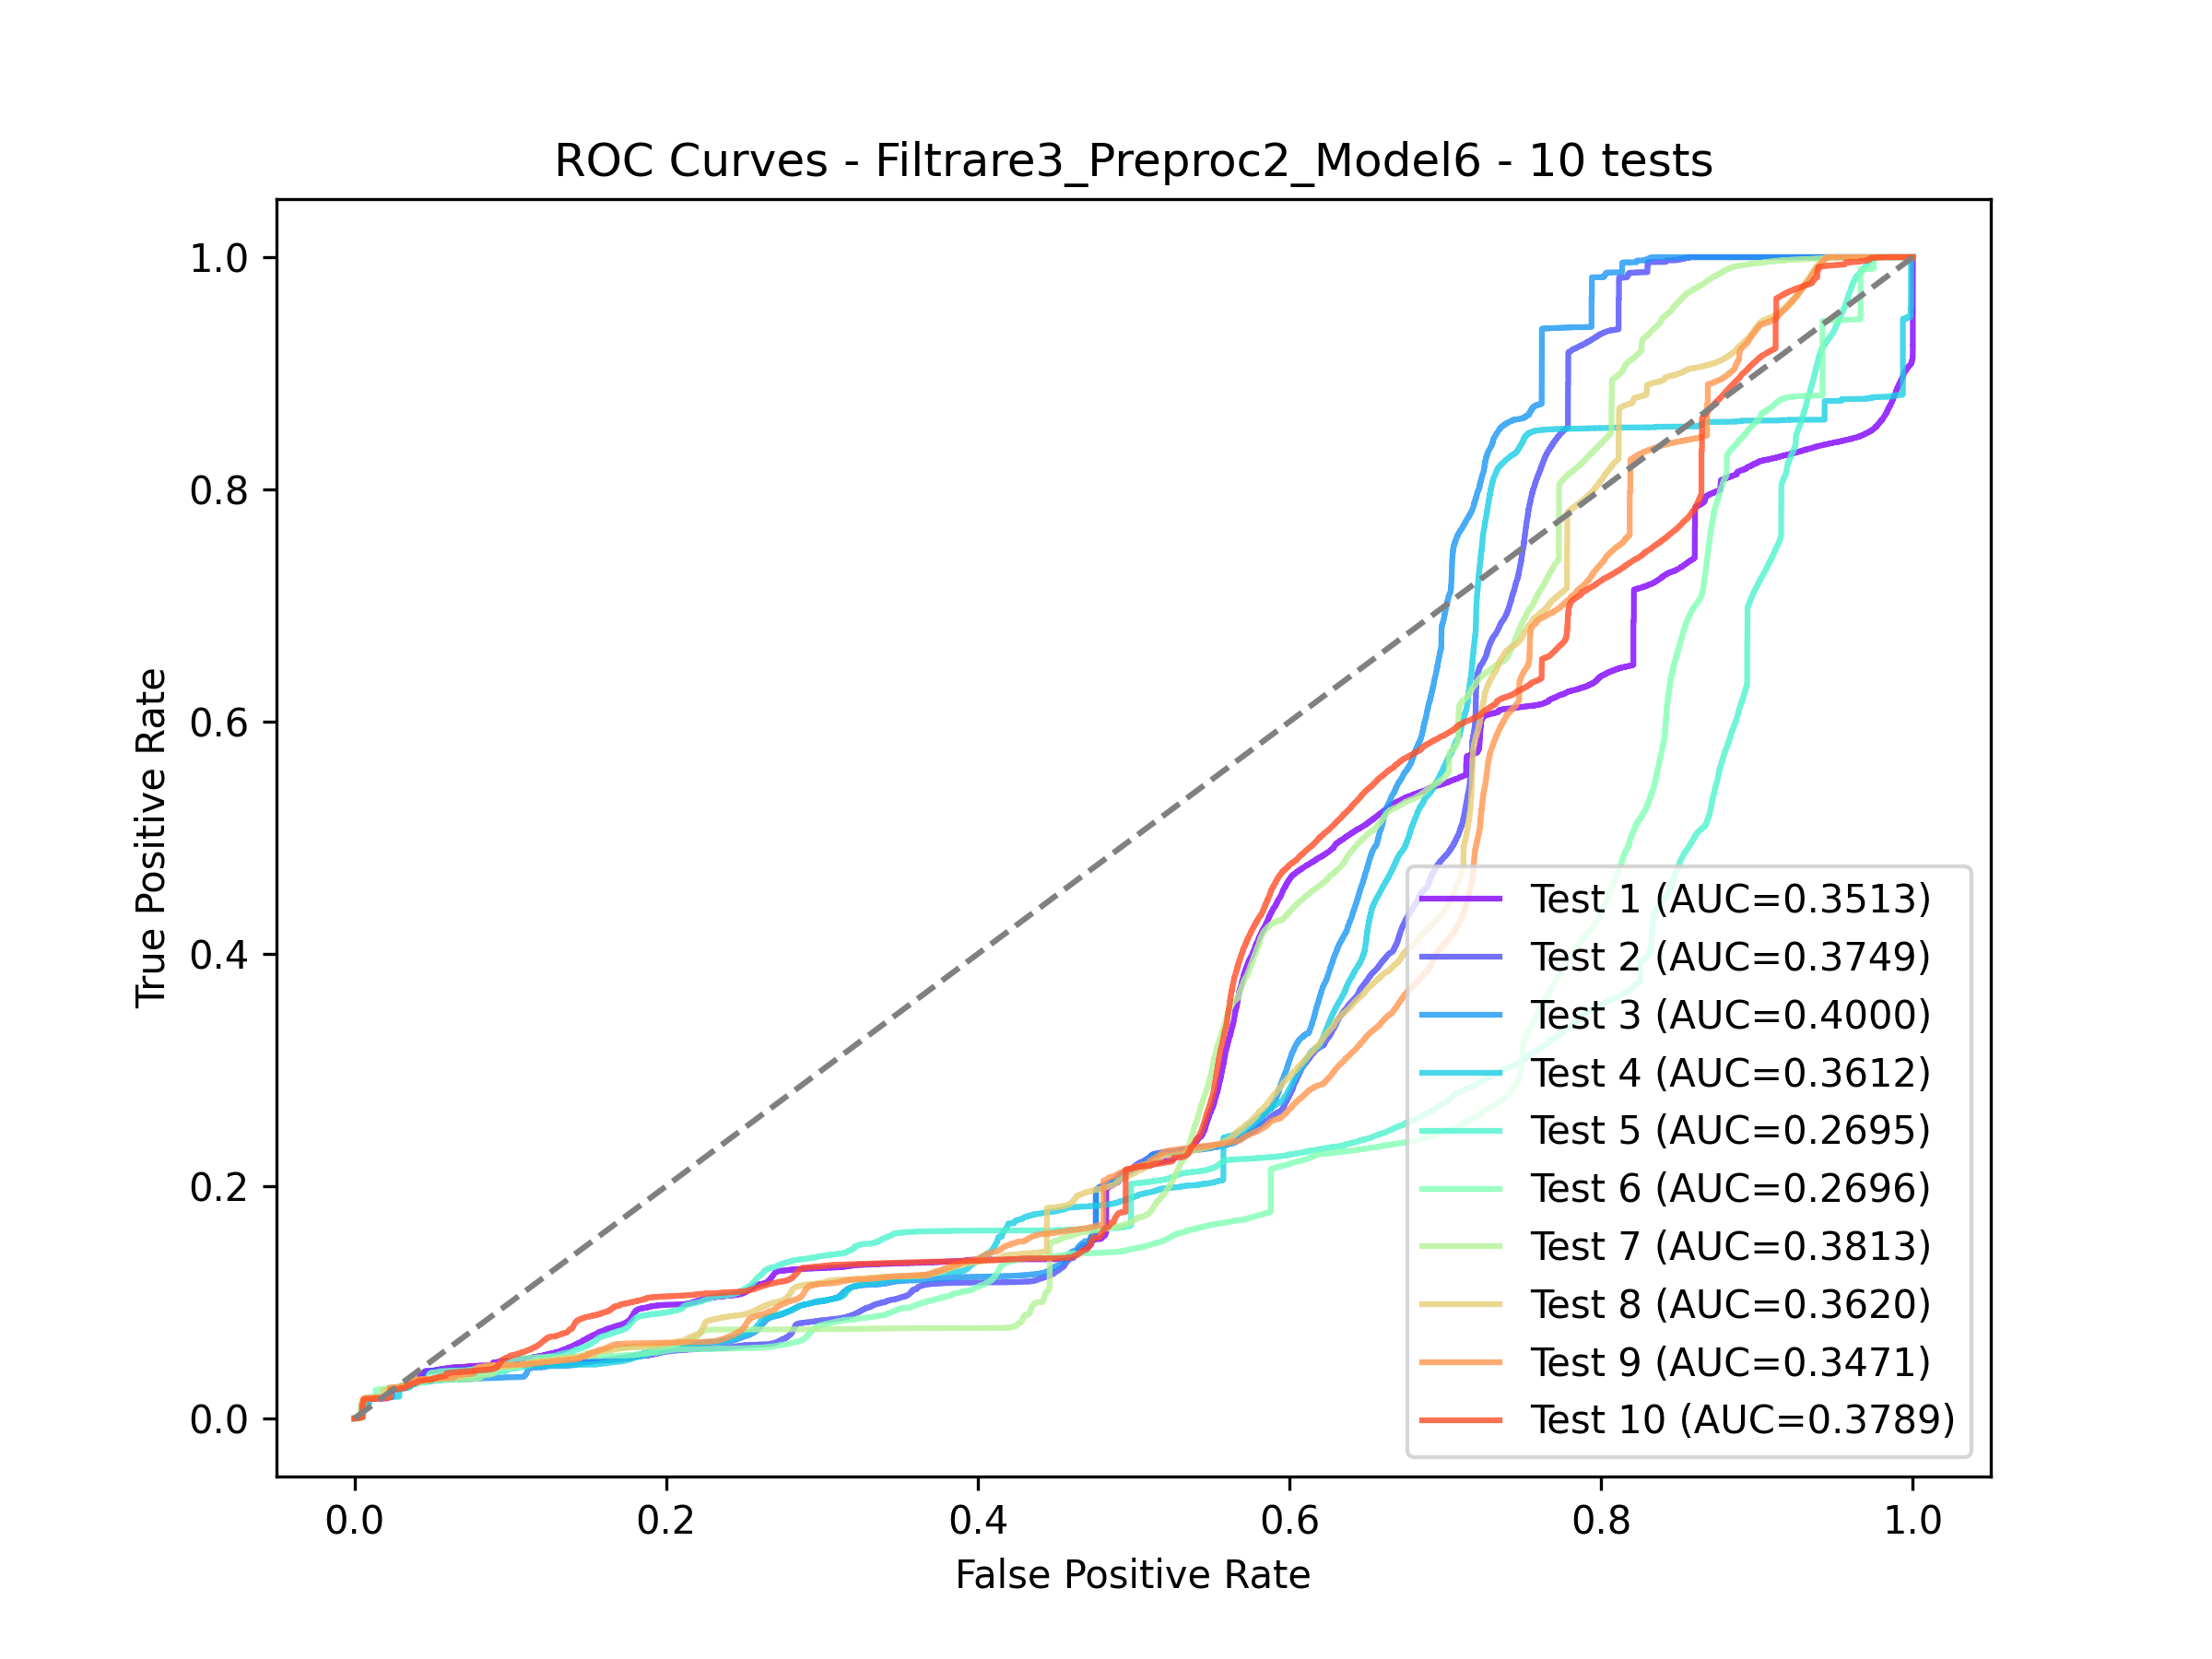 ROC Curves - Filtrare3_Preproc2_Model6 - 10 tests
1.0
0.8
0.6
0.4
0.2
0.0
True Positive Rate
Test 1 (AUC=0.3513)
Test 2 (AUC=0.3749)
Test 3 (AUC=0.4000)
Test 4 (AUC=0.3612)
Test 5 (AUC=0.2695)
Test 6 (AUC=0.2696)
Test 7 (AUC=0.3813)
Test 8 (AUC=0.3620)
Test 9 (AUC=0.3471)
Test 10 (AUC=0.3789)
0.0 0.2 0.4 0.6 0.8 1.0
False Positive Rate